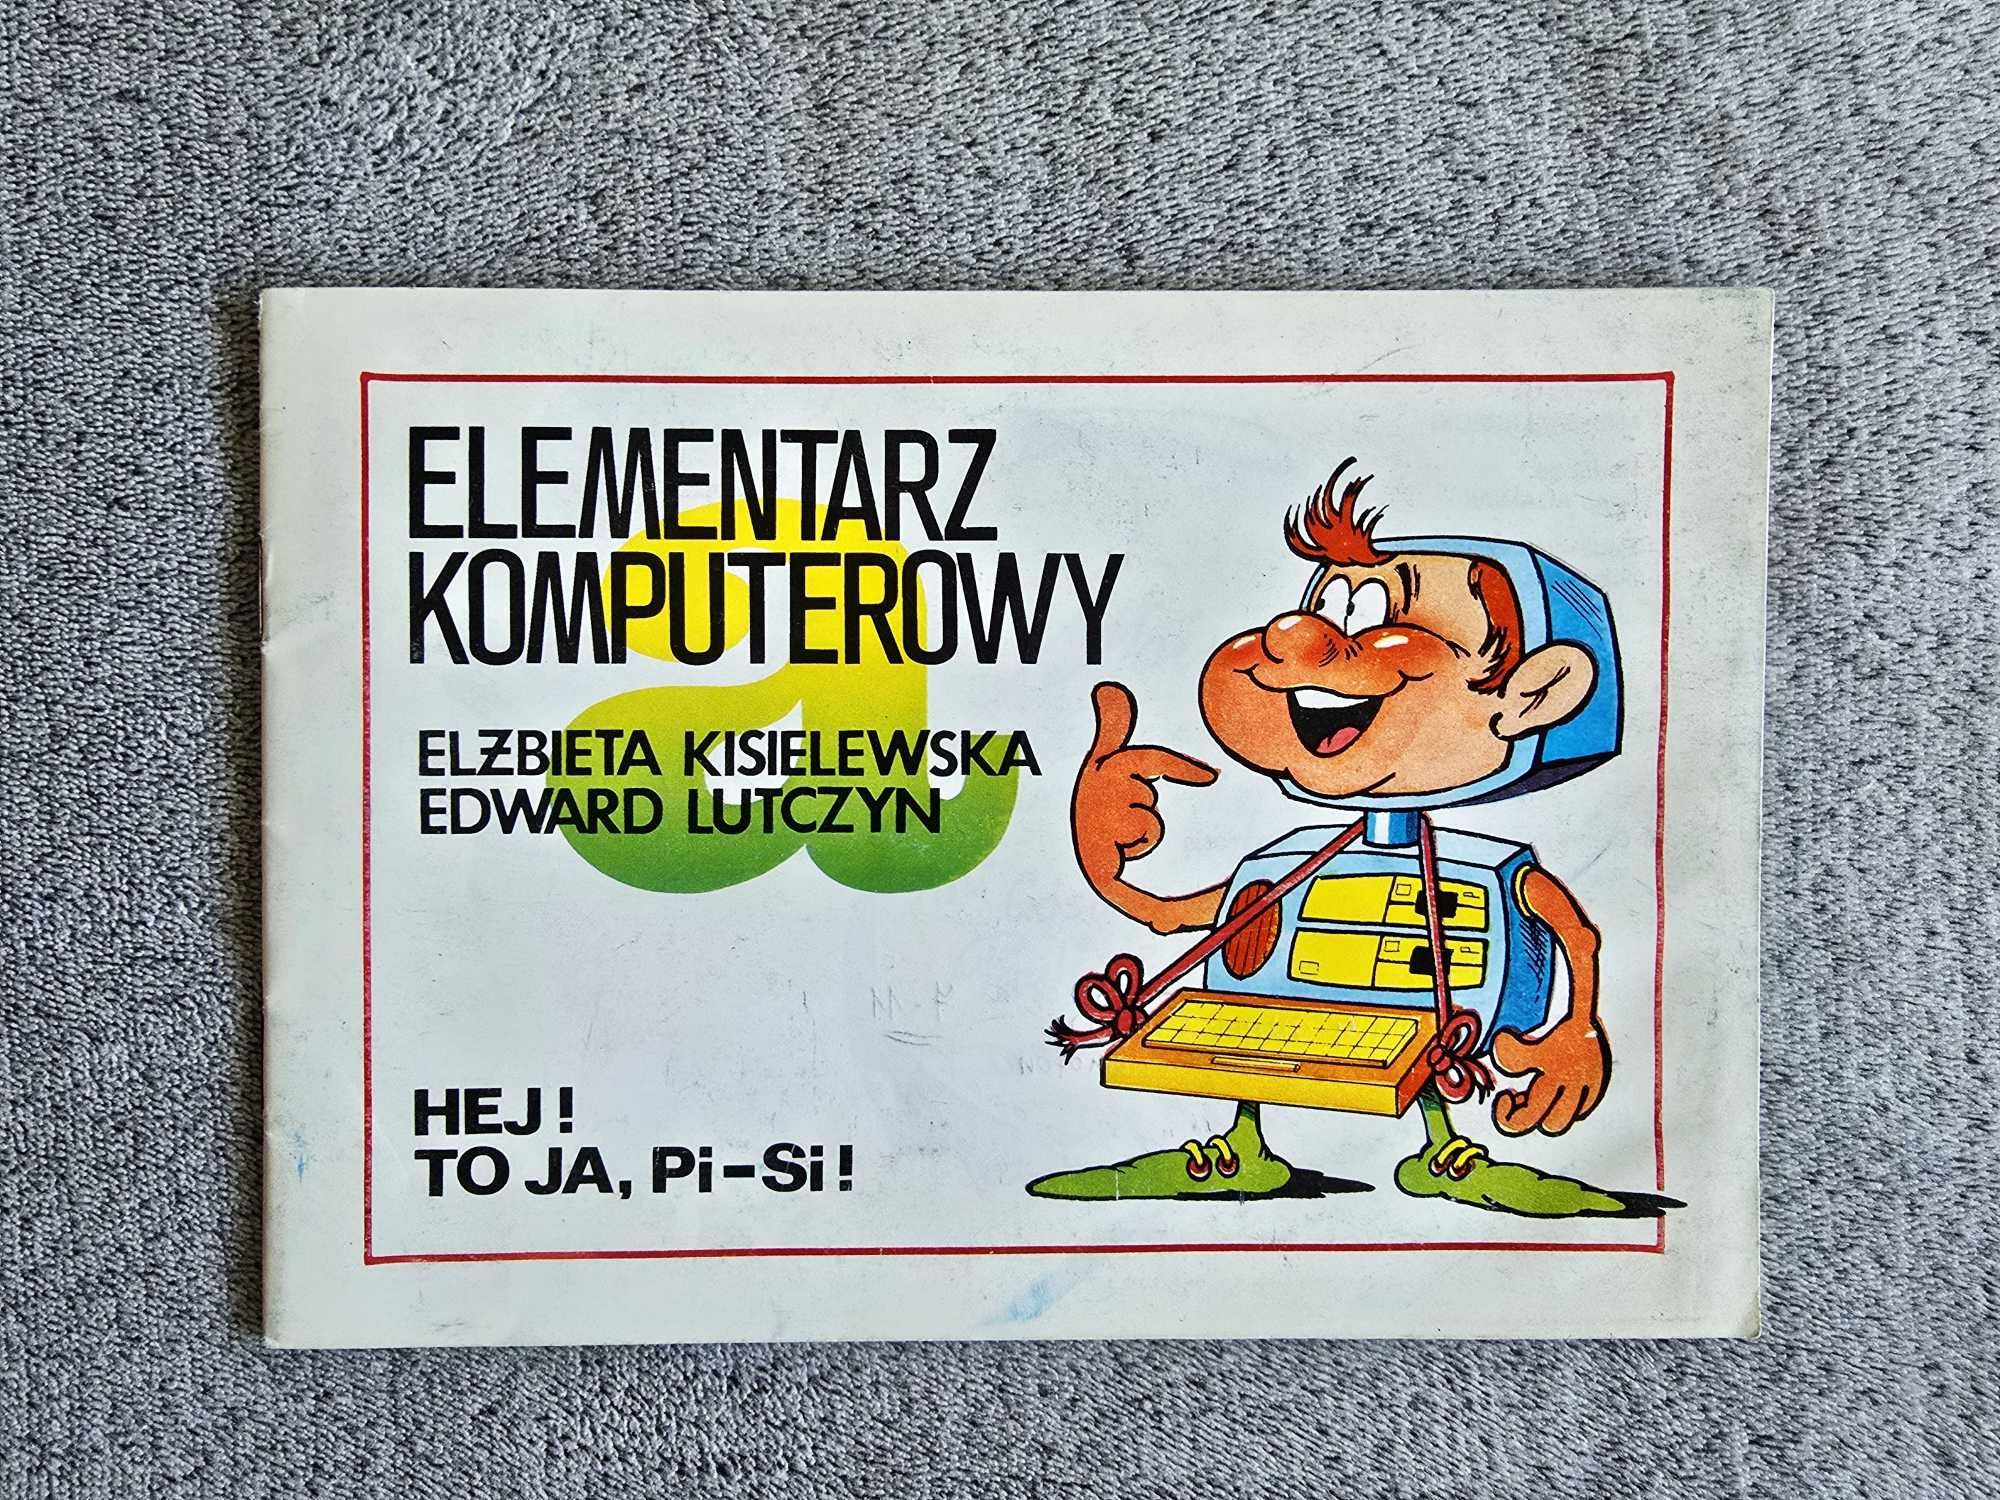 ELEMENTARZ
KOMPUTEROWY
a
ELŻBIETA KISIELEWSKA
EDWARD LUTCZYN
HEJ!
TO JA, Pi-Si!